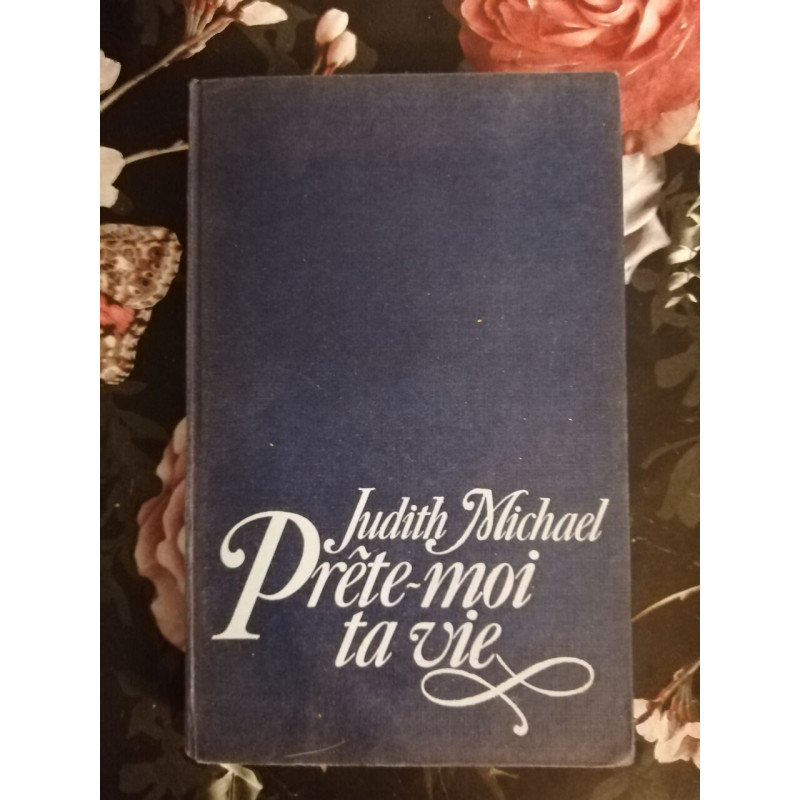 Judith Michael
Prête-moi
ta vie